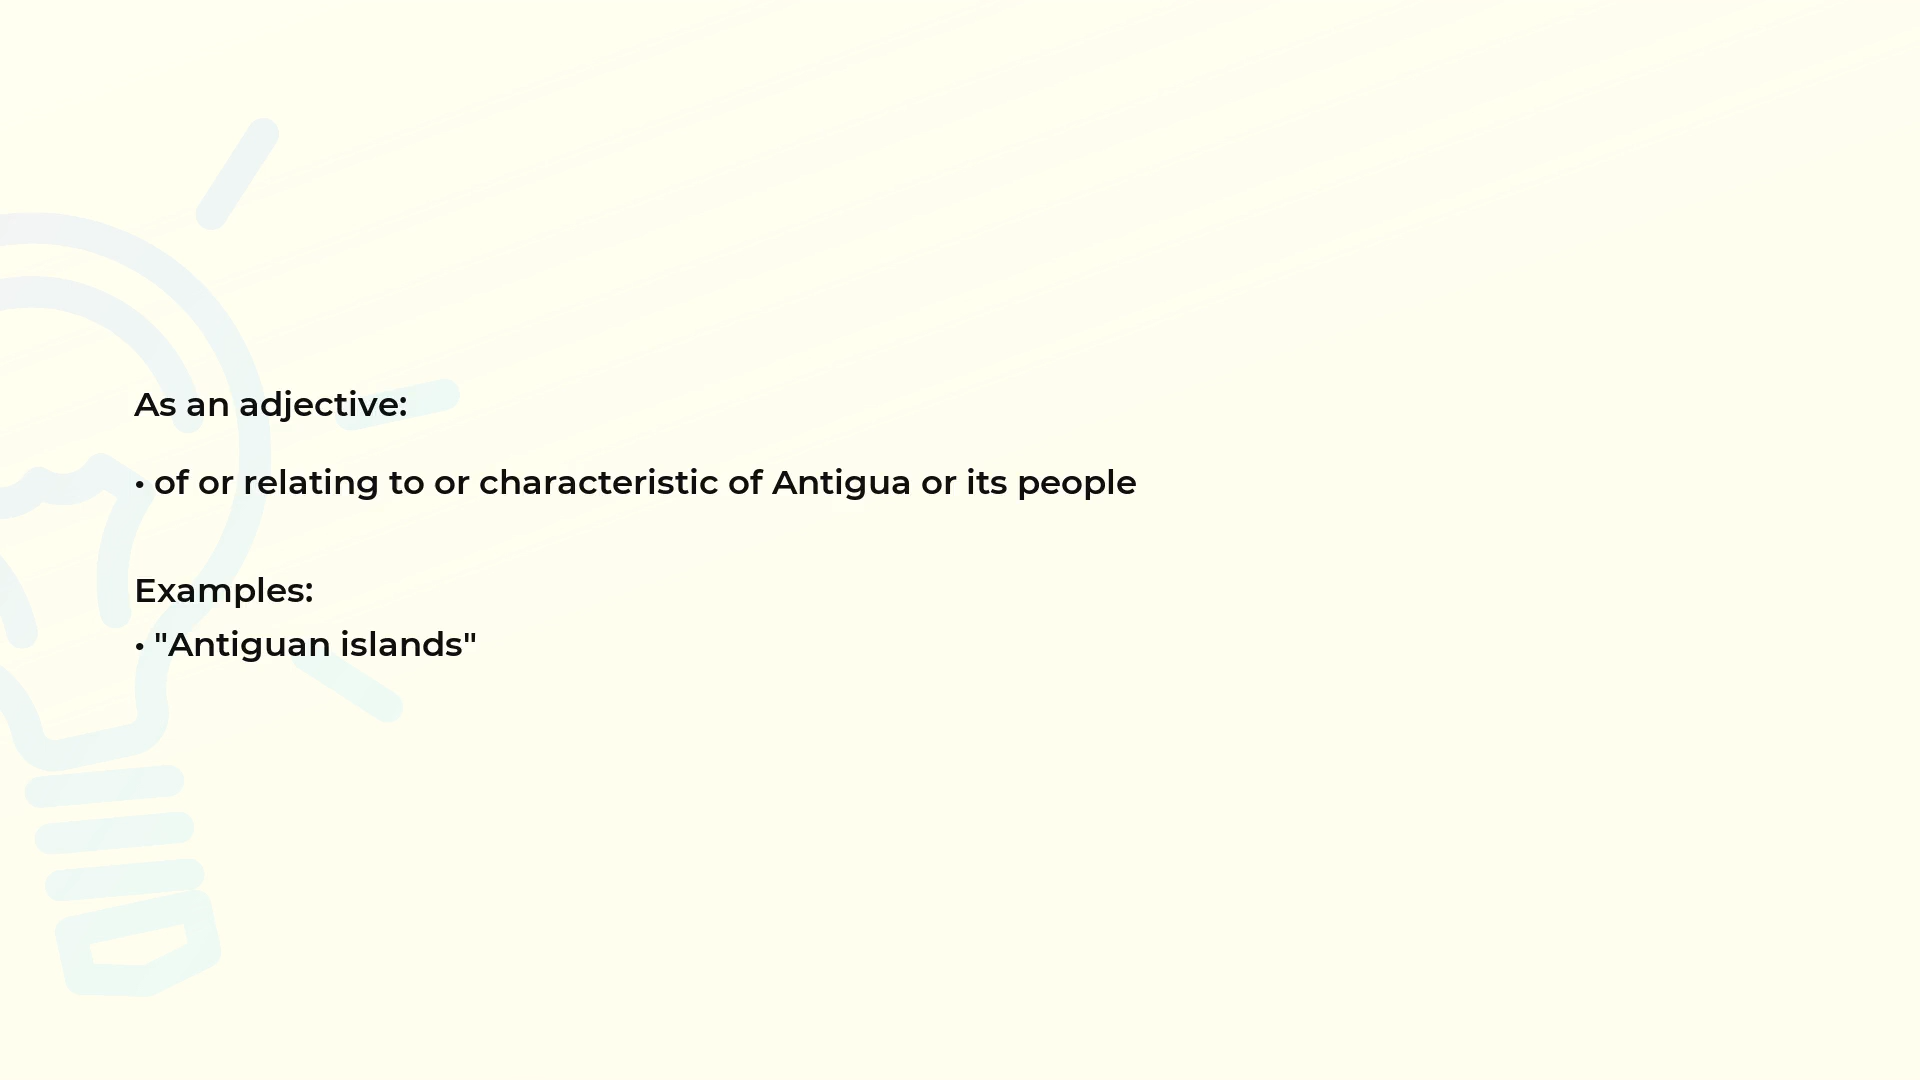 As an adjective:
• of or relating to or characteristic of Antigua or its people
Examples:
• "Antiguan islands"